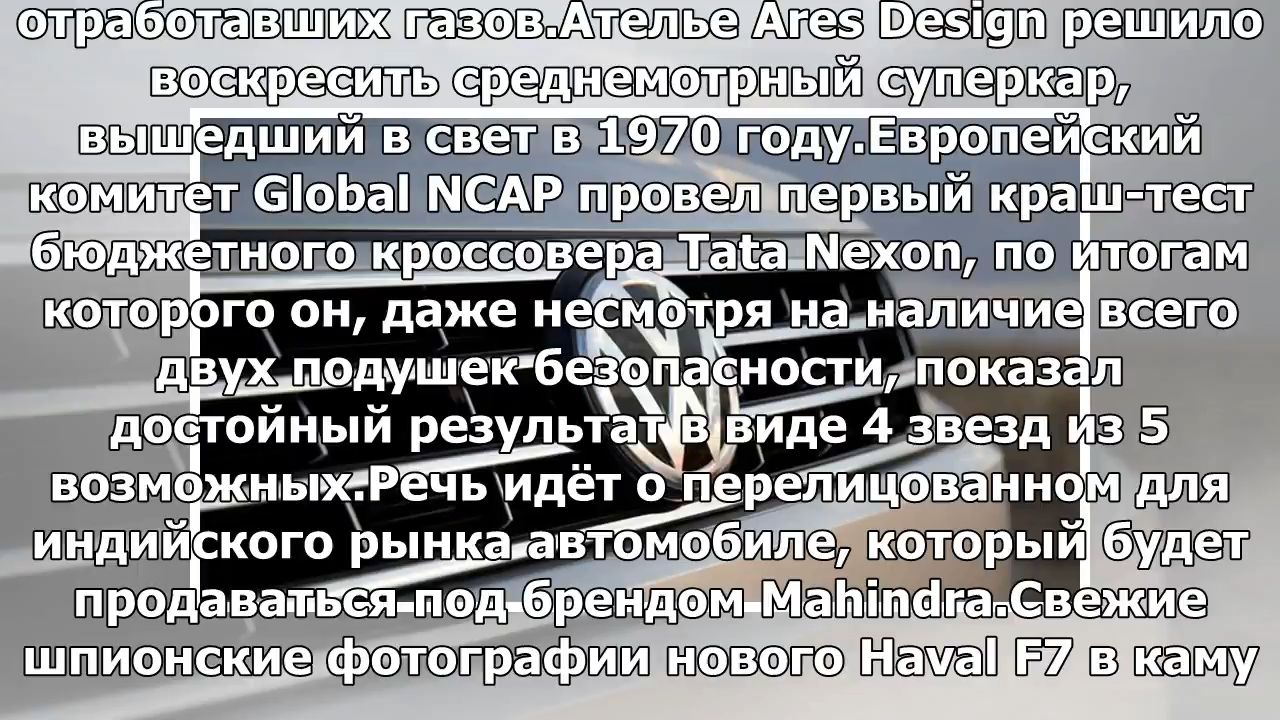 отработавших газов.Ателье Ares Design решило
воскресить среднемотрный суперкар,
вышедший в свет в 1970 году.Европейский
комитет Global NCAP провел первый краш-тест
бюджетного кроссовера Tata Nexon, по итогам
которого он, даже несмотря на наличие всего
двух подушек безопасности, показал
достойный результат в виде 4 звезд из 5
возможных.Речь идёт о перелицованном для
индийского рынка автомобиле, который будет
продаваться под брендом Mahindra.Свежие
шпионские фотографии нового Haval F7 в каму